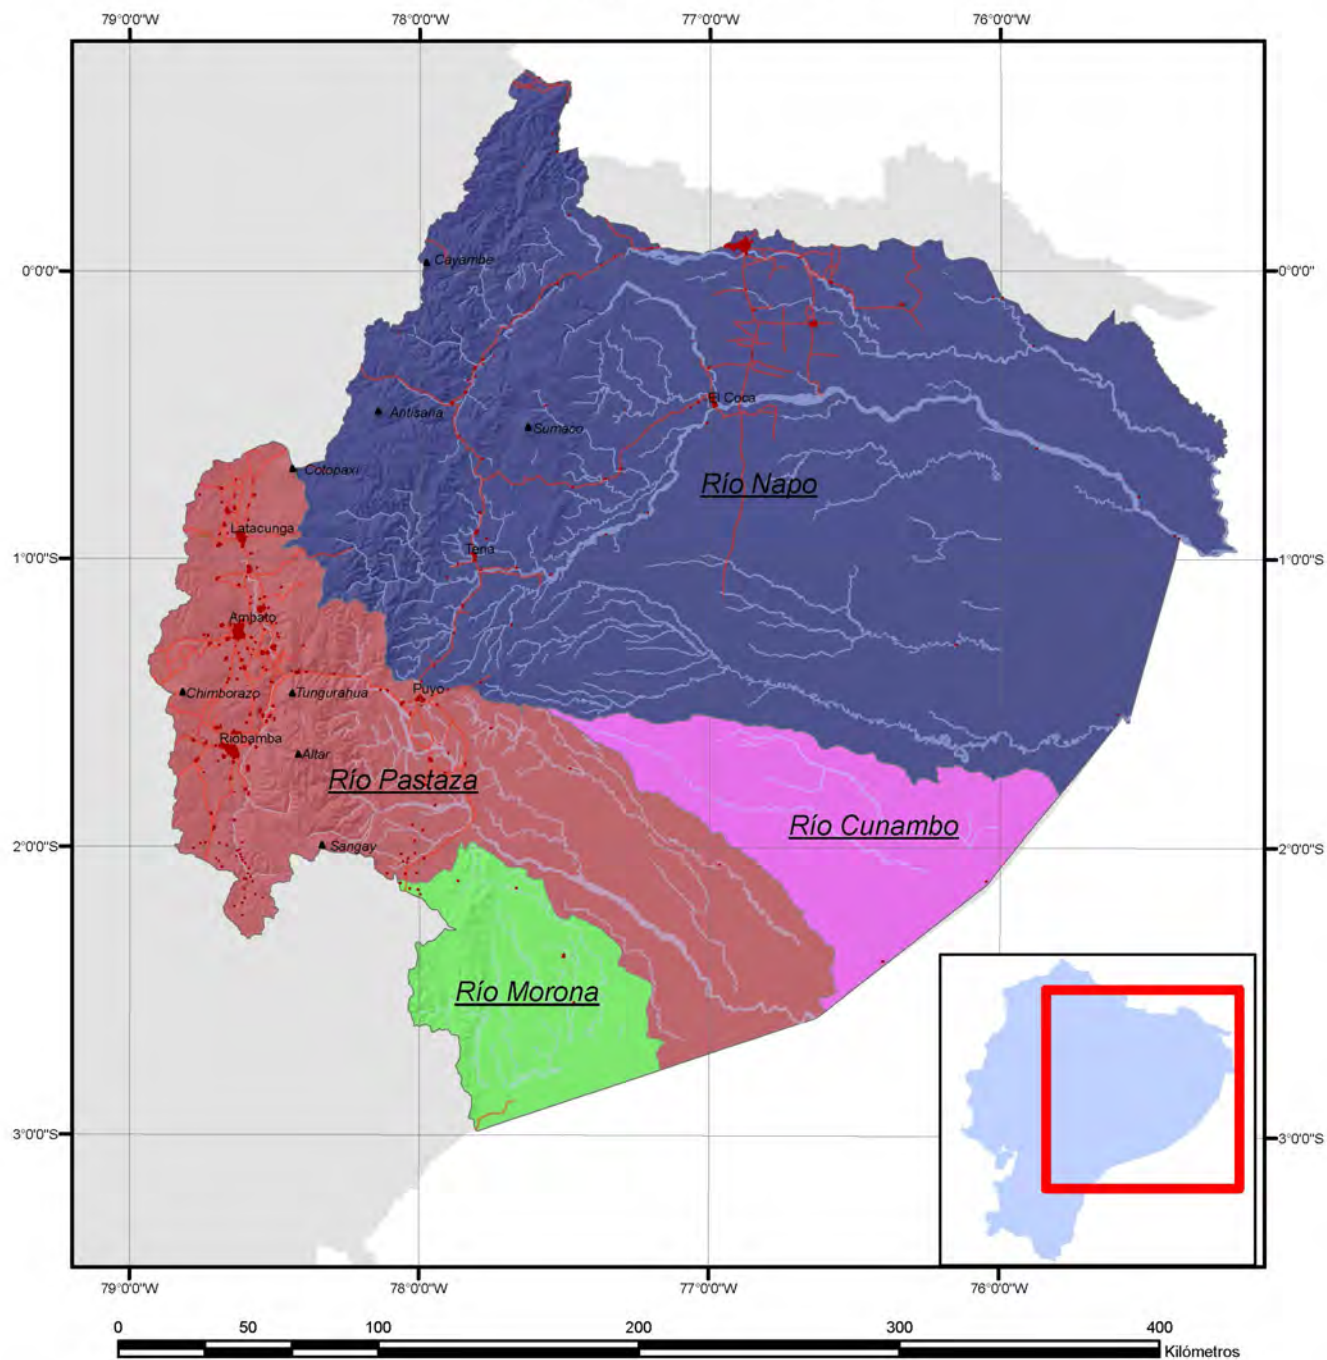 79°0'0"W 78°0'0"W 77°0'0"W 76°0'0"W
Cayambe
0°0'0" 0°0'0"
El Coca
Antisana
Sumaco
Cotopaxi
Río Napo
Latacunga
Tena
1°0'0"S 1°0'0"S
Ambato
Chimborazo Tungurahua Puyo
Riobamba
Altar
Río Pastaza
Río Cunambo
2°0'0"S Sangay 2°0'0"S
Río Morona
3°0'0"S 3°0'0"S
79°0'0"W 78°0'0"W 77°0'0"W 76°0'0"W
0 50 100 200 300 400
Kilómetros